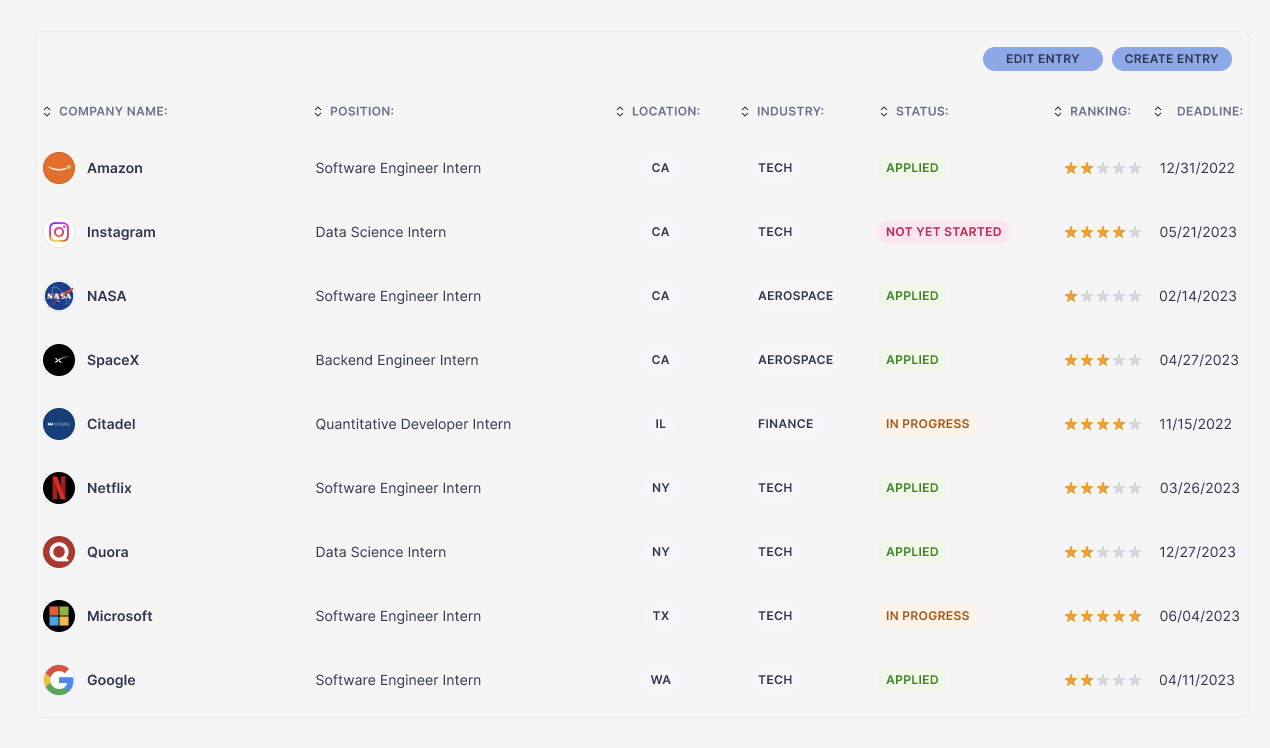 EDIT ENTRY CREATE ENTRY
COMPANY NAME: POSITION: LOCATION: INDUSTRY: STATUS: RANKING: DEADLINE:
Amazon Software Engineer Intern CA TECH APPLIED 12/31/2022
Instagram Data Science Intern CA TECH NOT YET STARTED 05/21/2023
NASA NASA Software Engineer Intern CA AEROSPACE APPLIED 02/14/2023
SpaceX Backend Engineer Intern CA AEROSPACE APPLIED 04/27/2023
Citadel Quantitative Developer Intern IL FINANCE IN PROGRESS 11/15/2022
Netflix Software Engineer Intern NY TECH APPLIED 03/26/2023
Quora Data Science Intern NY TECH APPLIED 12/27/2023
Microsoft Software Engineer Intern TX TECH IN PROGRESS 06/04/2023
Google Software Engineer Intern WA TECH APPLIED 04/11/2023